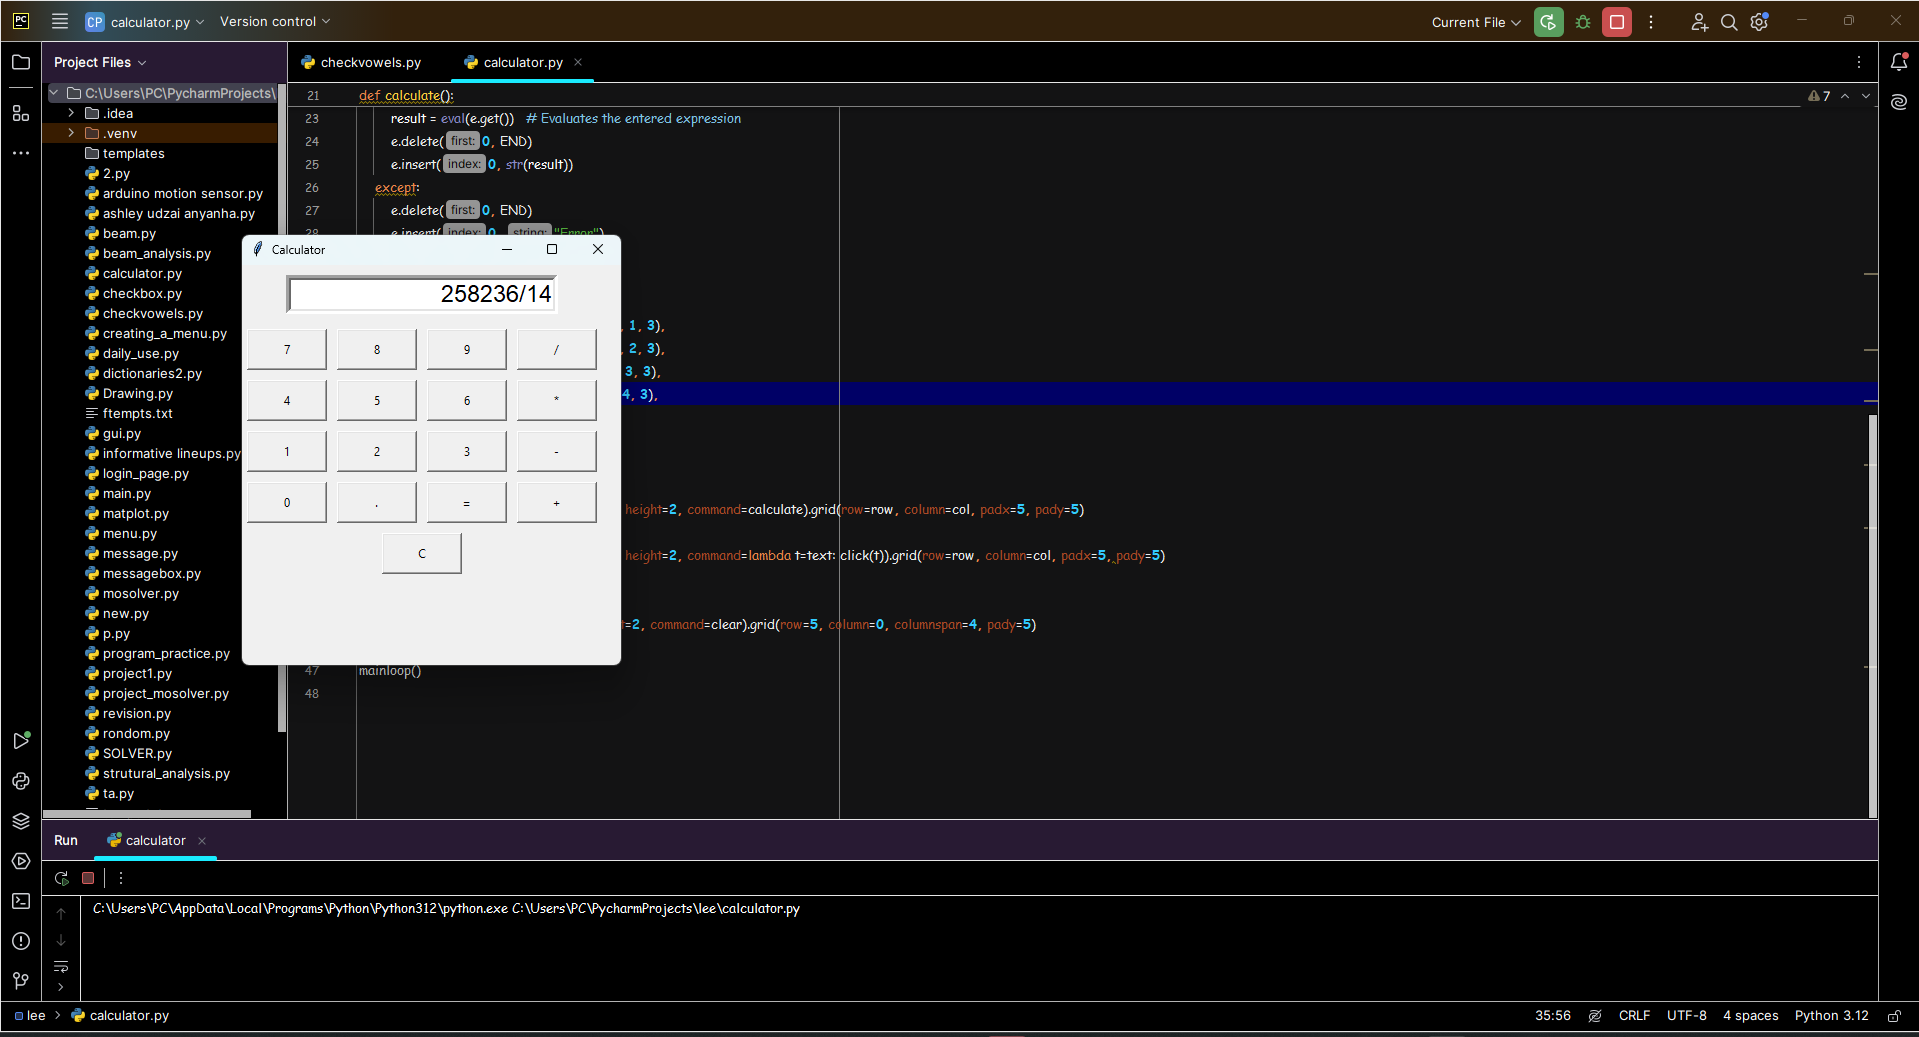 PC
CP calculator.py Version control Current File
Project Files
C:\Users\PC\PycharmProjects\
.idea
.venv
templates
2.py
arduino motion sensor.py
ashley udzai anyanha.py
beam.py
beam_analysis.py
calculator.py
checkbox.py
checkvowels.py
creating_a_menu.py
daily_use.py
dictionaries2.py
Drawing.py
ftempts.txt
gui.py
informative lineups.py
login_page.py
main.py
matplot.py
menu.py
message.py
messagebox.py
mosolver.py
new.py
p.py
program_practice.py
project1.py
project_mosolver.py
revision.py
rondom.py
SOLVER.py
strutural_analysis.py
ta.py
checkvowels.py calculator.py
21 def calculate(): 7
23 result = eval(e.get()) # Evaluates the entered expression
24 e.delete( first: 0, END)
25 e.insert( index: 0, str(result))
26 except:
27 e.delete( first: 0, END)
28 e.insert( index: 0, string: "Error")
, 1, 3),
, 2, 3),
3, 3),
4, 3),
height=2, command=calculate).grid(row=row, column=col, padx=5, pady=5)
height=2, command=lambda t=text: click(t)).grid(row=row, column=col, padx=5, pady=5)
=2, command=clear).grid(row=5, column=0, columnspan=4, pady=5)
47 mainloop()
48
Calculator
258236/14
7 8 9 /
4 5 6 *
1 2 3 -
0 . = +
C
Run calculator
C:\Users\PC\AppData\Local\Programs\Python\Python312\python.exe C:\Users\PC\PycharmProjects\lee\calculator.py
lee > calculator.py 35:56 CRLF UTF-8 4 spaces Python 3.12